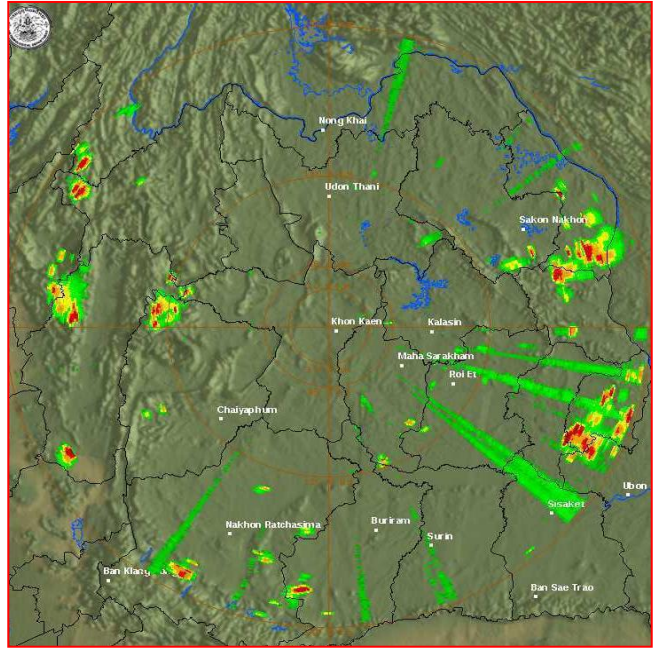 Nong Khai
Udon Thani
Sakon Nakhon
Khon Kaen
Kalasin
Maha Sarakham
Roi Et
Chaiyaphum
Ubon
Sisaket
Nakhon Ratchasima
Buriram
Surin
Ban Klang
Ban Sae Trao